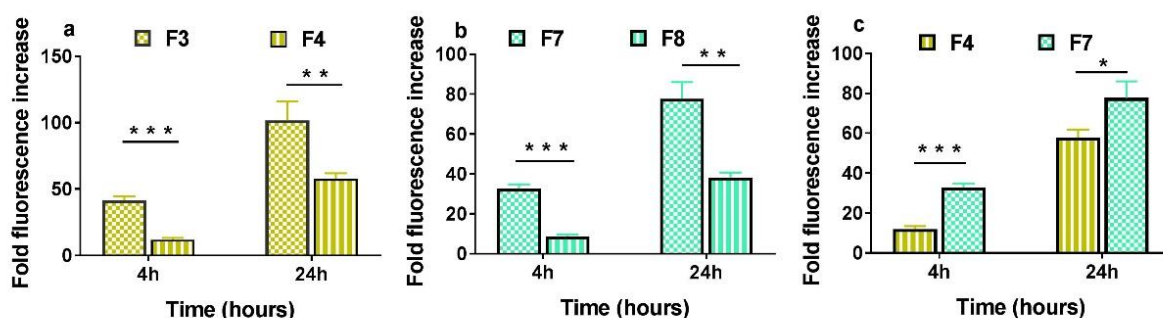 a
F3 F4
Fold fluorescence increase
150
100
50
0
* * *
* *
4h 24h
Time (hours)
b
F7 F8
Fold fluorescence increase
100
80
60
40
20
0
* * *
* *
4h 24h
Time (hours)
c
F4 F7
Fold fluorescence increase
100
80
60
40
20
0
* * *
*
4h 24h
Time (hours)